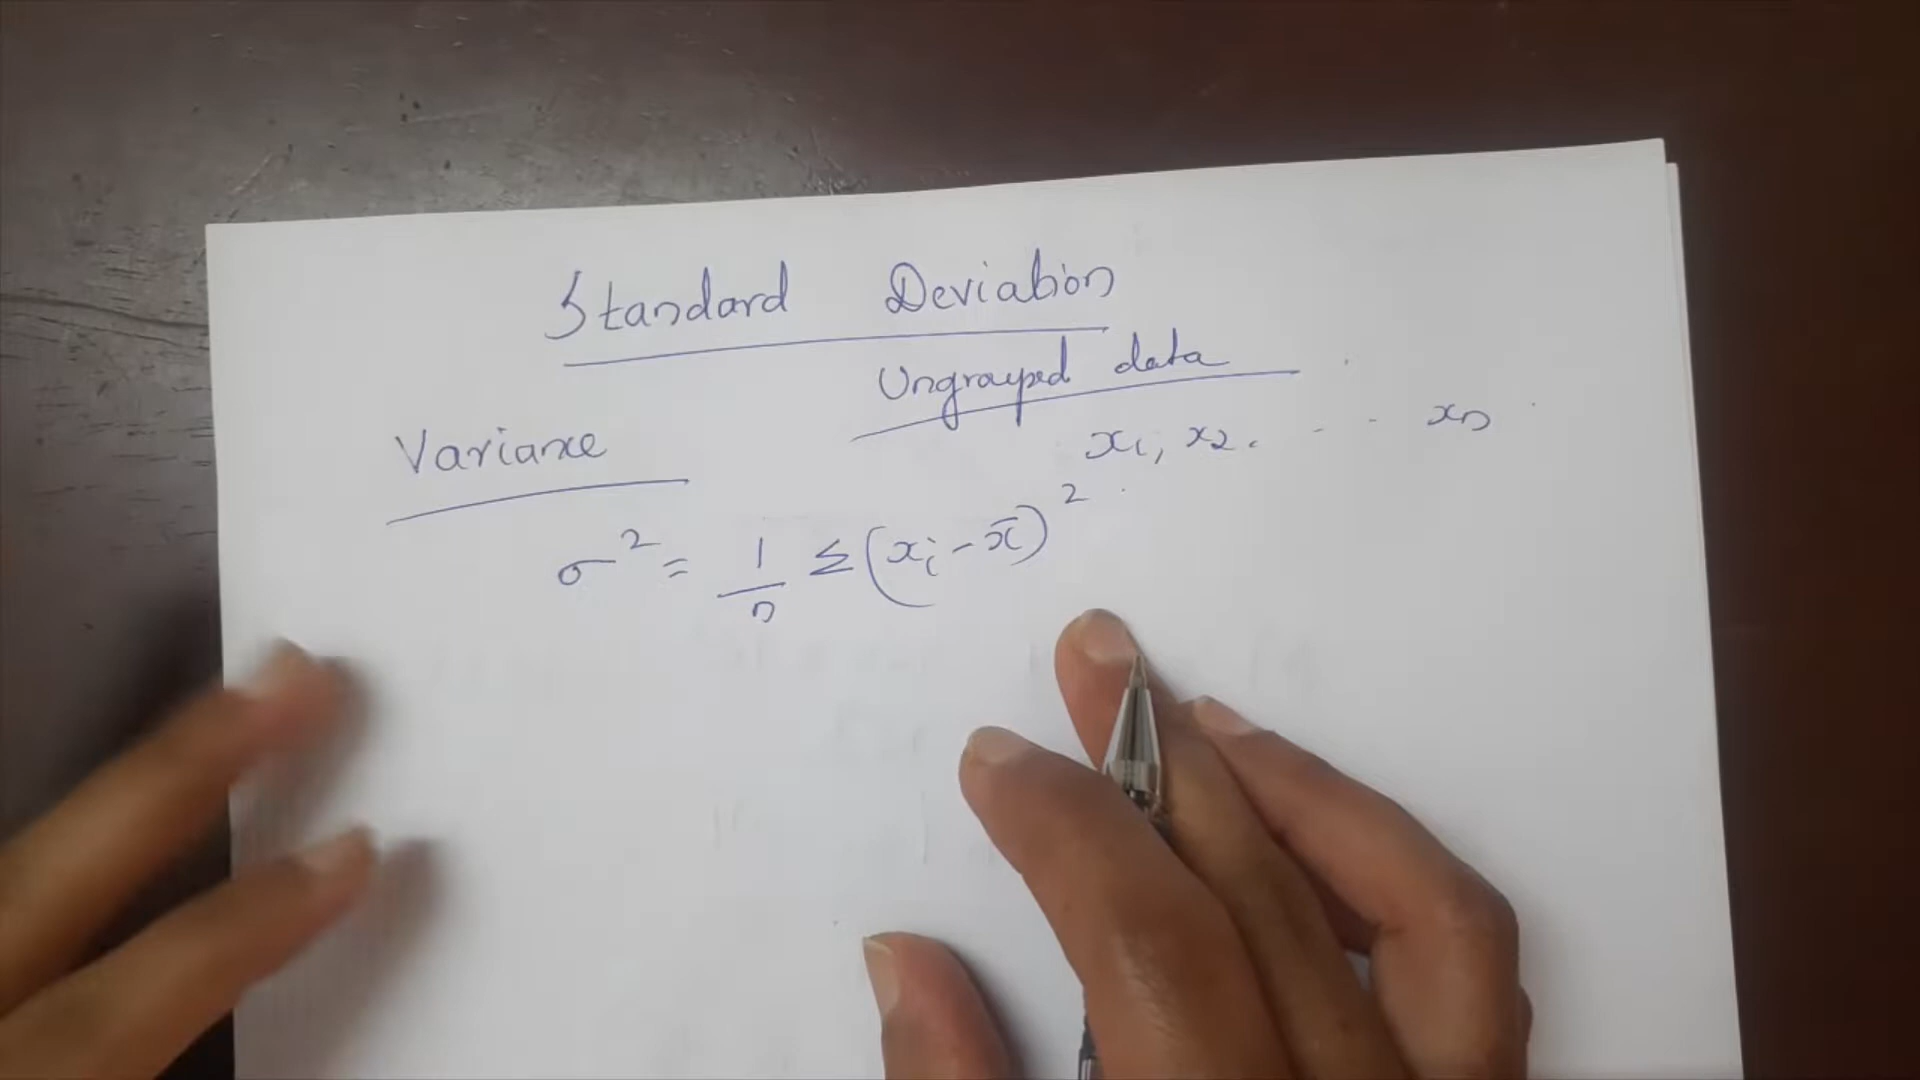 Standard Deviation
Ungrouped data
Variance
x₁, x₂. - - xₙ
σ² = 1/n Σ(xᵢ - x̄)²